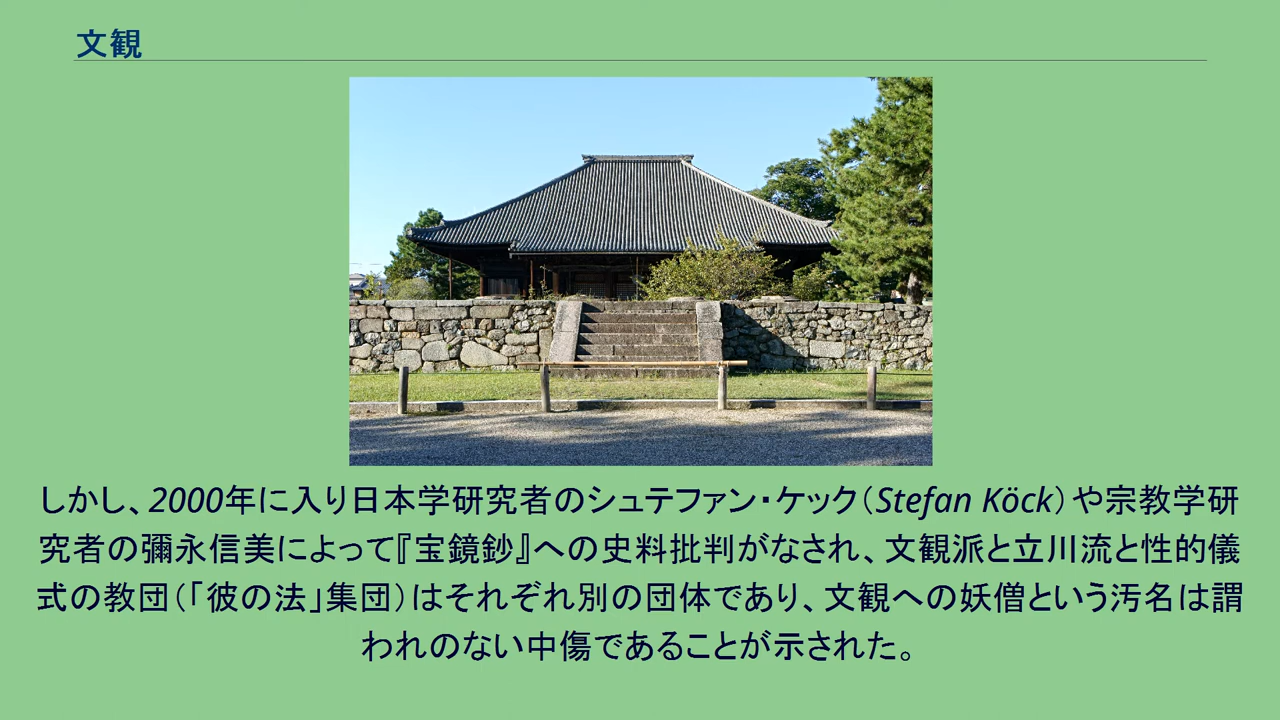 文観
しかし、2000年に入り日本学研究者のシュテファン・ケック（Stefan Köck）や宗教学研
究者の彌永信美によって『宝鏡鈔』への史料批判がなされ、文観派と立川流と性的儀
式の教団（「彼の法」集団）はそれぞれ別の団体であり、文観への妖僧という汚名は謂
われのない中傷であることが示された。